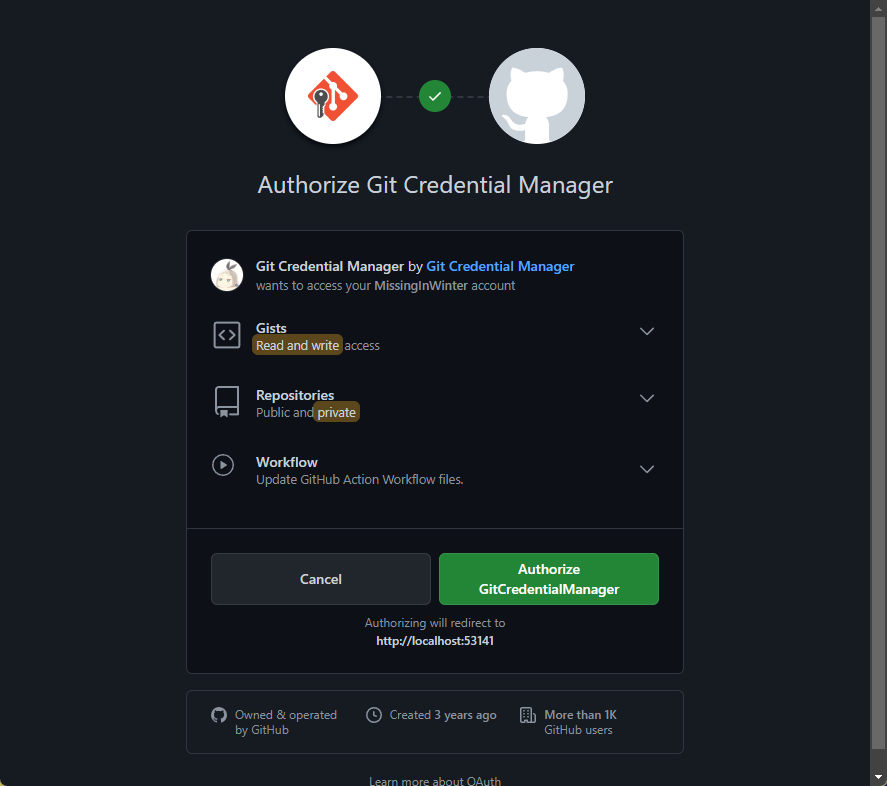 Authorize Git Credential Manager
Git Credential Manager by Git Credential Manager
wants to access your MissingInWinter account
Gists
Read and write access
Repositories
Public and private
Workflow
Update GitHub Action Workflow files.
Cancel
Authorize
GitCredentialManager
Authorizing will redirect to
http://localhost:53141
Owned & operated
by GitHub
Created 3 years ago
More than 1K
GitHub users
Learn more about OAuth